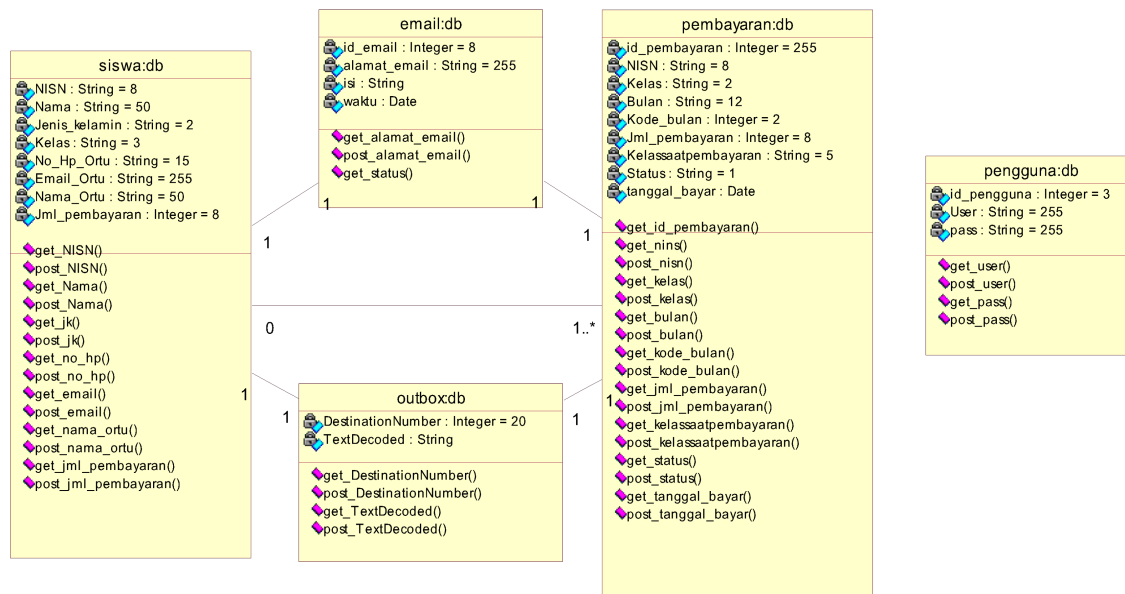 siswa:db
NISN : String = 8
Nama : String = 50
Jenis_kelamin : String = 2
Kelas : String = 3
No_Hp_Ortu : String = 15
Email_Ortu : String = 255
Nama_Ortu : String = 50
Jml_pembayaran : Integer = 8
get_NISN()
post_NISN()
get_Nama()
post_Nama()
get_jk()
post_jk()
get_no_hp()
post_no_hp()
get_email()
post_email()
get_nama_ortu()
post_nama_ortu()
get_jml_pembayaran()
post_jml_pembayaran()
email:db
id_email : Integer = 8
alamat_email : String = 255
isi : String
waktu : Date
get_alamat_email()
post_alamat_email()
get_status()
1
1
1
1
0
1..*
1
1
1
1
outboxdb
DestinationNumber : Integer = 20
TextDecoded : String
get_DestinationNumber()
post_DestinationNumber()
get_TextDecoded()
post_TextDecoded()
pembayaran:db
id_pembayaran : Integer = 255
NISN : String = 8
Kelas : String = 2
Bulan : String = 12
Kode_bulan : Integer = 2
Jml_pembayaran : Integer = 8
Kelassaatpembayaran : String = 5
Status : String = 1
tanggal_bayar : Date
get_id_pembayaran()
get_nins()
post_nisn()
get_kelas()
post_kelas()
get_bulan()
post_bulan()
get_kode_bulan()
post_kode_bulan()
get_jml_pembayaran()
post_jml_pembayaran()
get_kelassaatpembayaran()
post_kelassaatpembayaran()
get_status()
post_status()
get_tanggal_bayar()
post_tanggal_bayar()
pengguna:db
id_pengguna : Integer = 3
User : String = 255
pass : String = 255
get_user()
post_user()
get_pass()
post_pass()